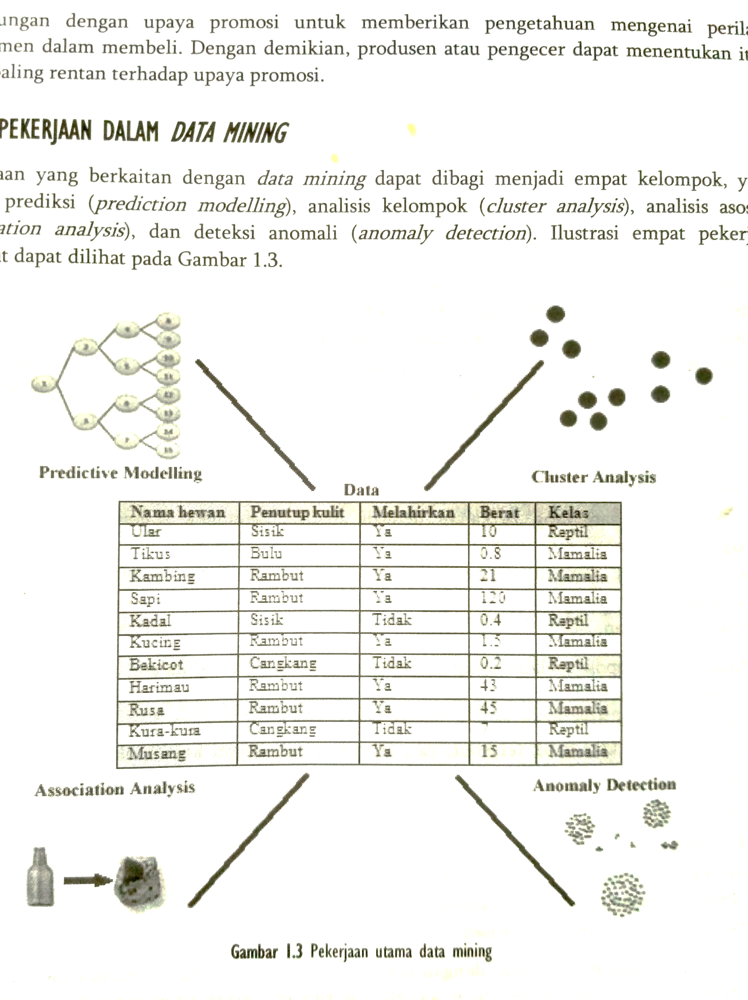 ungan dengan upaya promosi untuk memberikan pengetahuan mengenai perila
men dalam membeli. Dengan demikian, produsen atau pengecer dapat menentukan it
aling rentan terhadap upaya promosi.
PEKERJAAN DALAM DATA MINING
aan yang berkaitan dengan data mining dapat dibagi menjadi empat kelompok, y
prediksi (prediction modelling), analisis kelompok (cluster analysis), analisis aso
ation analysis), dan deteksi anomali (anomaly detection). Ilustrasi empat pekerj
t dapat dilihat pada Gambar 1.3.
Predictive Modelling
Cluster Analysis
Data
Nama hewan Penutup kulit Melahirkan Berat Kelas
Ular Sisik Ya 10 Reptil
Tikus Bulu Ya 0.8 Mamalia
Kambing Rambut Ya 21 Mamalia
Sapi Rambut Ya 120 Mamalia
Kadal Sisik Tidak 0.4 Reptil
Kucing Rambut Ya 1.5 Mamalia
Bekicot Cangkang Tidak 0.2 Reptil
Harimau Rambut Ya 43 Mamalia
Rusa Rambut Ya 45 Mamalia
Kura-kura Cangkang Tidak 7 Reptil
Musang Rambut Ya 15 Mamalia
Association Analysis
Anomaly Detection
Gambar 1.3 Pekerjaan utama data mining